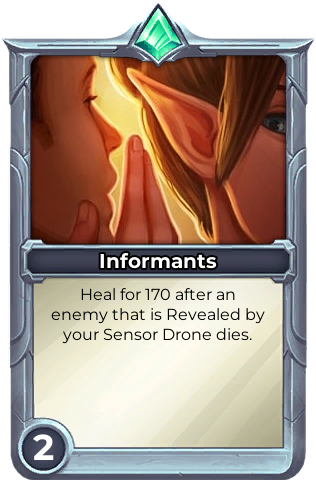 Informants
Heal for 170 after an
enemy that is Revealed by
your Sensor Drone dies.
2